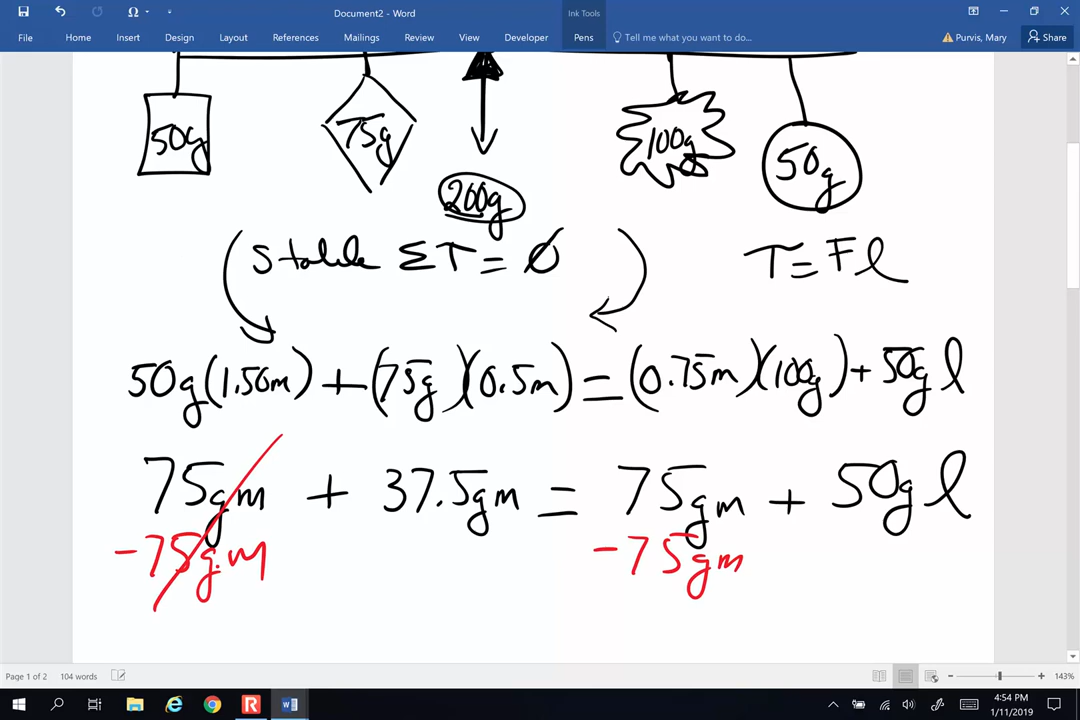 Document2 - Word
Ink Tools
File Home Insert Design Layout References Mailings Review View Developer Pens Tell me what you want to do... Purvis, Mary Share
50g 75g 100g 50g
200g
Stable ΣT = 0 T = Fl
50g(1.50m) + (75g)(0.5m) = (0.75m)(100g) + 50g l
75gm + 37.5gm = 75gm + 50g l
-75gm -75gm
Page 1 of 2 104 words 143%
4:54 PM
1/11/2019